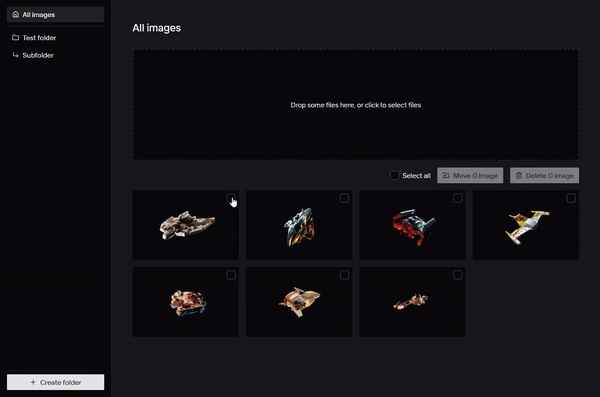 All images
Test folder
Subfolder
Create folder
All images
Drop some files here, or click to select files
Select all
Move 0 image
Delete 0 image